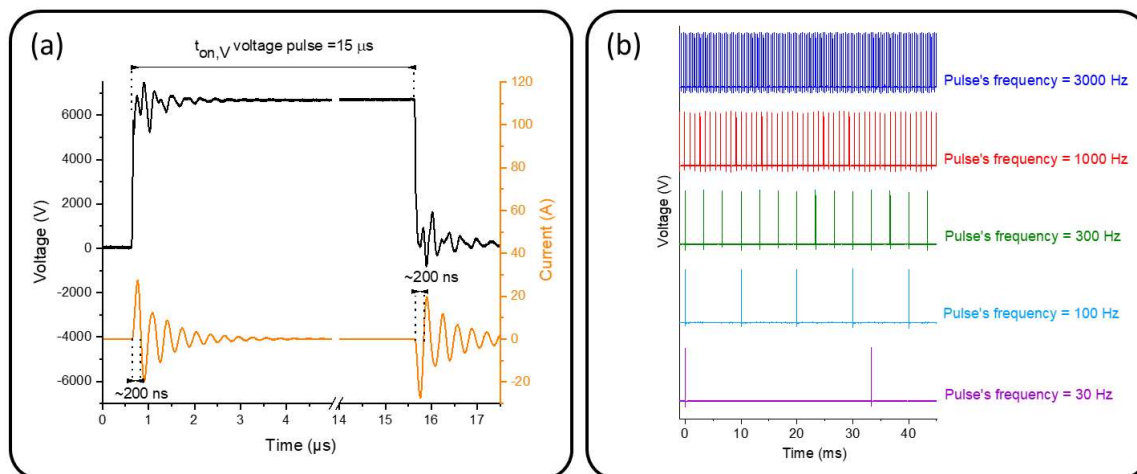 (a)
t_on,V voltage pulse =15 µs
120
100
80
60
40
20
0
-20
6000
4000
2000
0
-2000
-4000
-6000
Voltage (V)
Current (A)
~200 ns
~200 ns
0 1 2 3 4 5 14 15 16 17
Time (µs)
(b)
Pulse's frequency = 3000 Hz
Pulse's frequency = 1000 Hz
Pulse's frequency = 300 Hz
Pulse's frequency = 100 Hz
Pulse's frequency = 30 Hz
Voltage (V)
0 10 20 30 40
Time (ms)